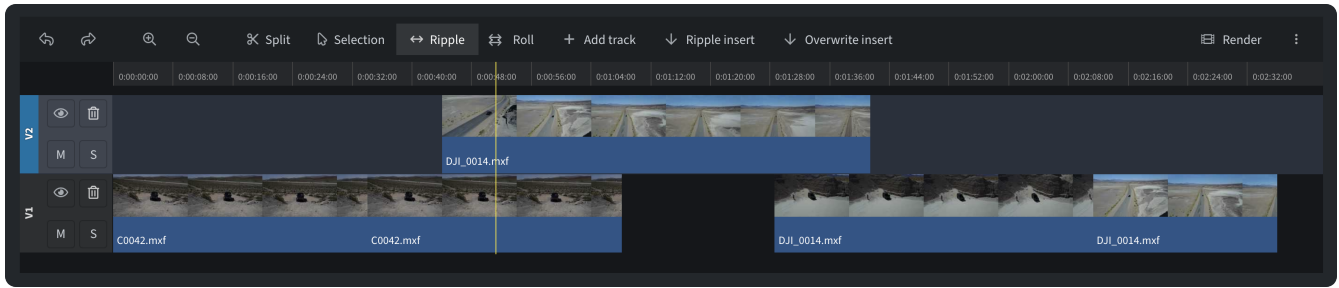 Split Selection Ripple Roll Add track Ripple insert Overwrite insert Render
0:00:00:00 0:00:08:00 0:00:16:00 0:00:24:00 0:00:32:00 0:00:40:00 0:00:48:00 0:00:56:00 0:01:04:00 0:01:12:00 0:01:20:00 0:01:28:00 0:01:36:00 0:01:44:00 0:01:52:00 0:02:00:00 0:02:08:00 0:02:16:00 0:02:24:00 0:02:32:00
V2
M S
DJI_0014.mxf
V1
M S
C0042.mxf C0042.mxf DJI_0014.mxf DJI_0014.mxf